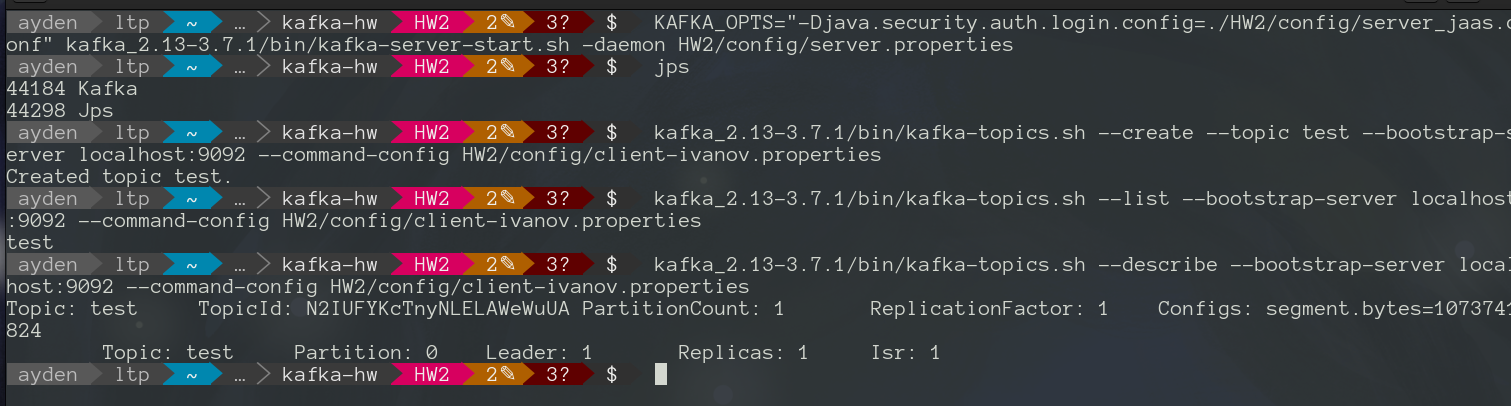 ayden ltp ~ … kafka-hw HW2 2✎ 3? $ KAFKA_OPTS="-Djava.security.auth.login.config=./HW2/config/server_jaas.c
onf" kafka_2.13-3.7.1/bin/kafka-server-start.sh -daemon HW2/config/server.properties
ayden ltp ~ … kafka-hw HW2 2✎ 3? $ jps
44184 Kafka
44298 Jps
ayden ltp ~ … kafka-hw HW2 2✎ 3? $ kafka_2.13-3.7.1/bin/kafka-topics.sh --create --topic test --bootstrap-s
erver localhost:9092 --command-config HW2/config/client-ivanov.properties
Created topic test.
ayden ltp ~ … kafka-hw HW2 2✎ 3? $ kafka_2.13-3.7.1/bin/kafka-topics.sh --list --bootstrap-server localhost
:9092 --command-config HW2/config/client-ivanov.properties
test
ayden ltp ~ … kafka-hw HW2 2✎ 3? $ kafka_2.13-3.7.1/bin/kafka-topics.sh --describe --bootstrap-server local
host:9092 --command-config HW2/config/client-ivanov.properties
Topic: test TopicId: N2IUFYKcTnyNLELAWeWuUA PartitionCount: 1 ReplicationFactor: 1 Configs: segment.bytes=1073741
824
Topic: test Partition: 0 Leader: 1 Replicas: 1 Isr: 1
ayden ltp ~ … kafka-hw HW2 2✎ 3? $